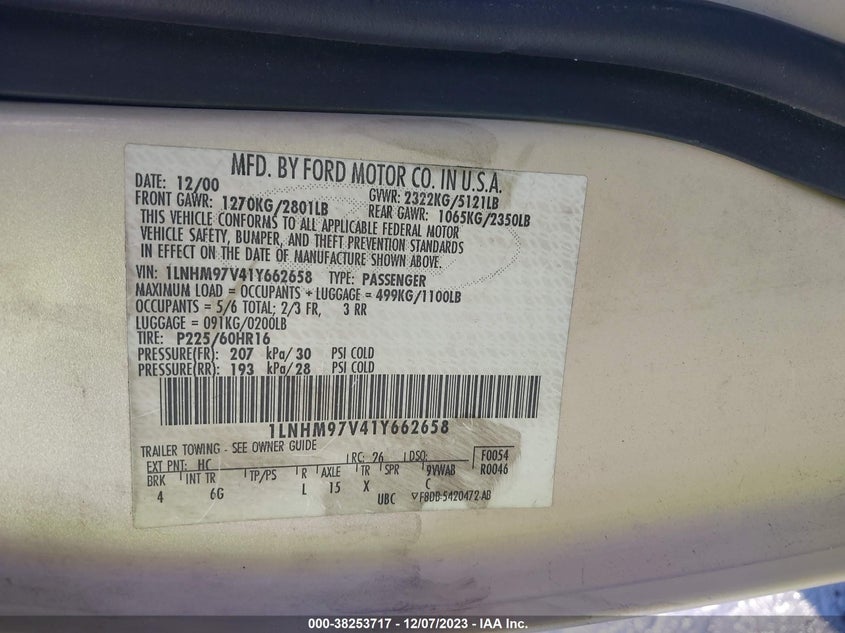 MFD. BY FORD MOTOR CO. IN U.S.A.
DATE: 12/00 GVWR: 2322KG/5121LB
FRONT GAWR: 1270KG/2801LB REAR GAWR: 1065KG/2350LB
THIS VEHICLE CONFORMS TO ALL APPLICABLE FEDERAL MOTOR
VEHICLE SAFETY, BUMPER, AND THEFT PREVENTION STANDARDS
IN EFFECT ON THE DATE OF MANUFACTURE SHOWN ABOVE.
VIN: 1LNHM97V41Y662658 TYPE: PASSENGER
MAXIMUM LOAD = OCCUPANTS + LUGGAGE = 499KG/1100LB
OCCUPANTS = 5/6 TOTAL; 2/3 FR, 3 RR
LUGGAGE = 091KG/0200LB
TIRE: P225/60HR16
PRESSURE(FR): 207 kPa/ 30 PSI COLD
PRESSURE(RR): 193 kPa/ 28 PSI COLD
1LNHM97V41Y662658
TRAILER TOWING - SEE OWNER GUIDE
EXT PNT: HC RC: 26 DSO: F0054
BRK INT TR TP/PS R AXLE TR SPR 9VWAB R0046
4 6G L 15 X C
UBC F8DB-5420472-AB
000-38253717 - 12/07/2023 - IAA Inc.